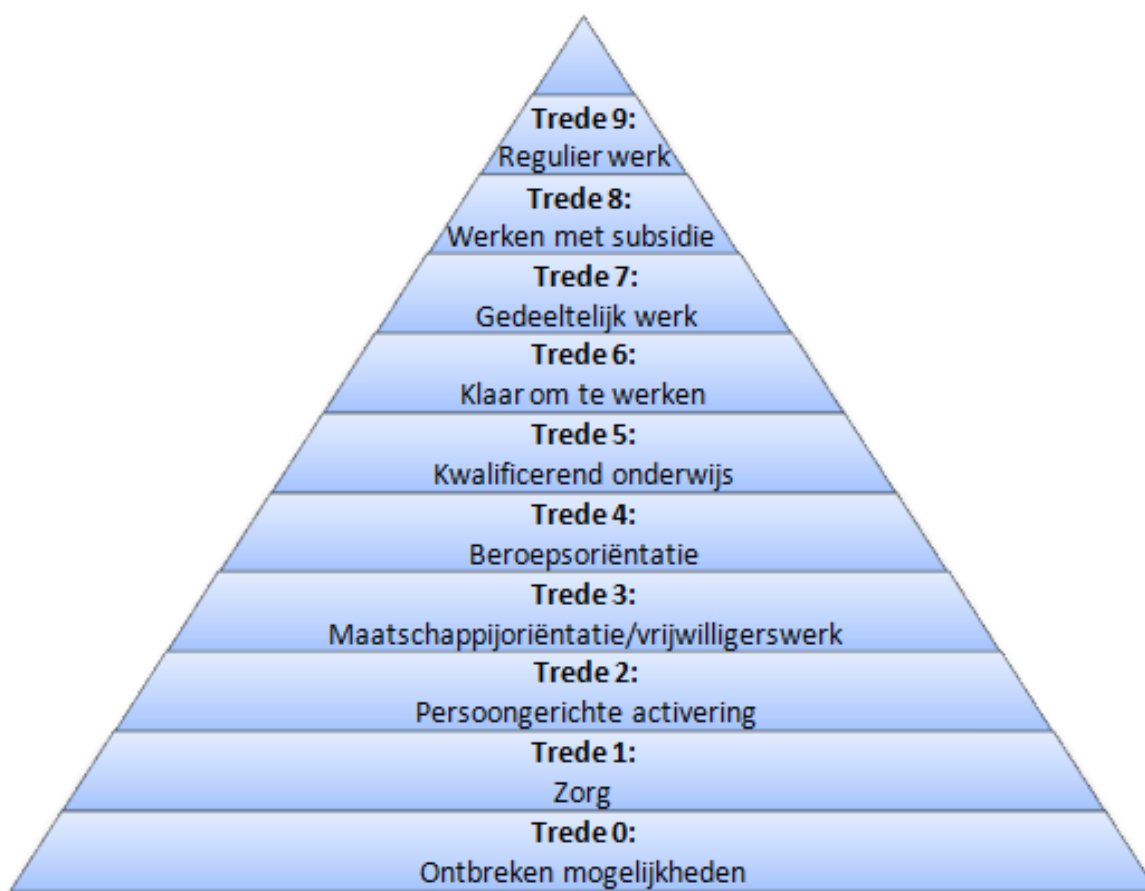 Trede 9:
Regulier werk
Trede 8:
Werken met subsidie
Trede 7:
Gedeeltelijk werk
Trede 6:
Klaar om te werken
Trede 5:
Kwalificerend onderwijs
Trede 4:
Beroepsoriëntatie
Trede 3:
Maatschappijoriëntatie/vrijwilligerswerk
Trede 2:
Persoongerichte activering
Trede 1:
Zorg
Trede 0:
Ontbreken mogelijkheden